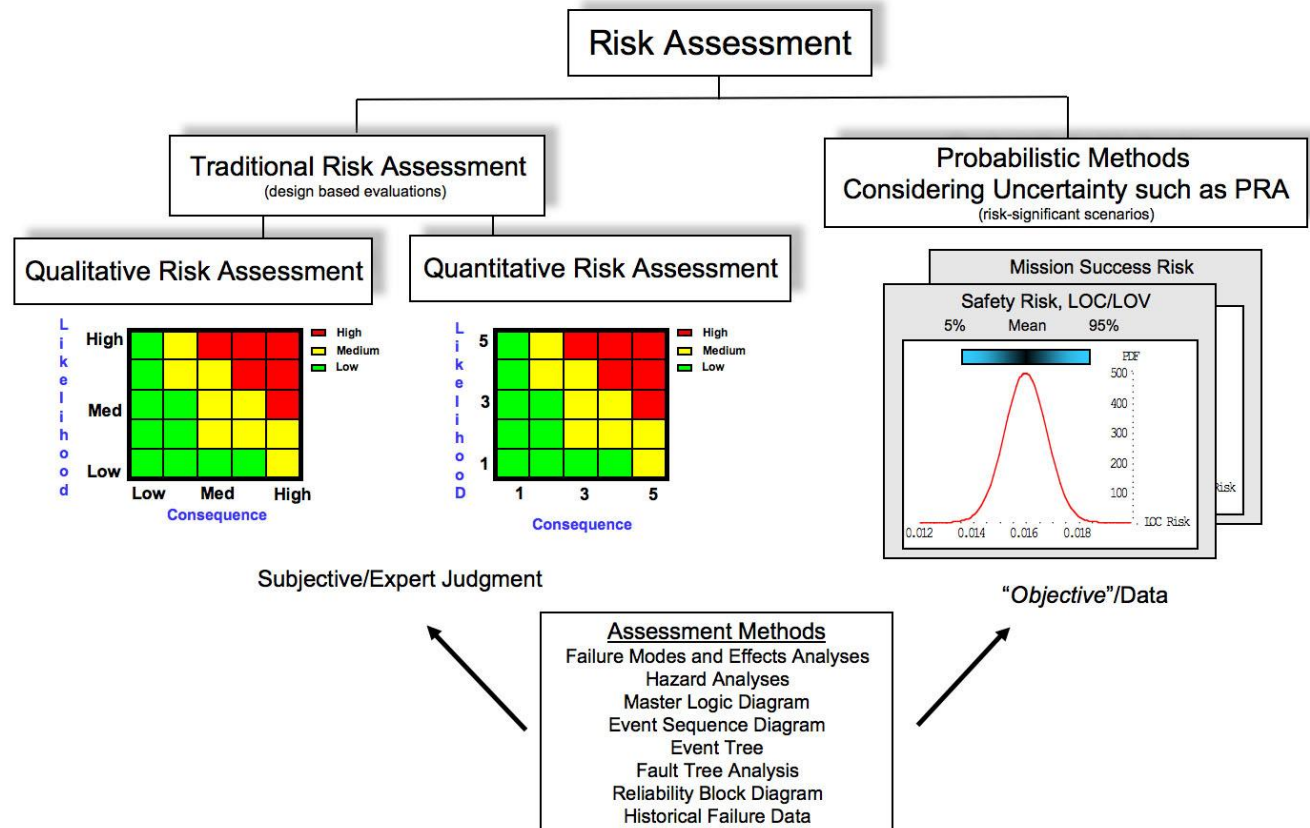 Risk Assessment
Traditional Risk Assessment
(design based evaluations)
Probabilistic Methods
Considering Uncertainty such as PRA
(risk-significant scenarios)
Qualitative Risk Assessment
Quantitative Risk Assessment
Likelihood
High
Med
Low
Low Med High
Consequence
High
Medium
Low
LikelihooD
5
3
1
1 3 5
Consequence
High
Medium
Low
Mission Success Risk
Safety Risk, LOC/LOV
5% Mean 95%
PDF
500
400
300
200
100
LOC Risk
0.012 0.014 0.016 0.018
Risk
Subjective/Expert Judgment
“Objective”/Data
Assessment Methods
Failure Modes and Effects Analyses
Hazard Analyses
Master Logic Diagram
Event Sequence Diagram
Event Tree
Fault Tree Analysis
Reliability Block Diagram
Historical Failure Data